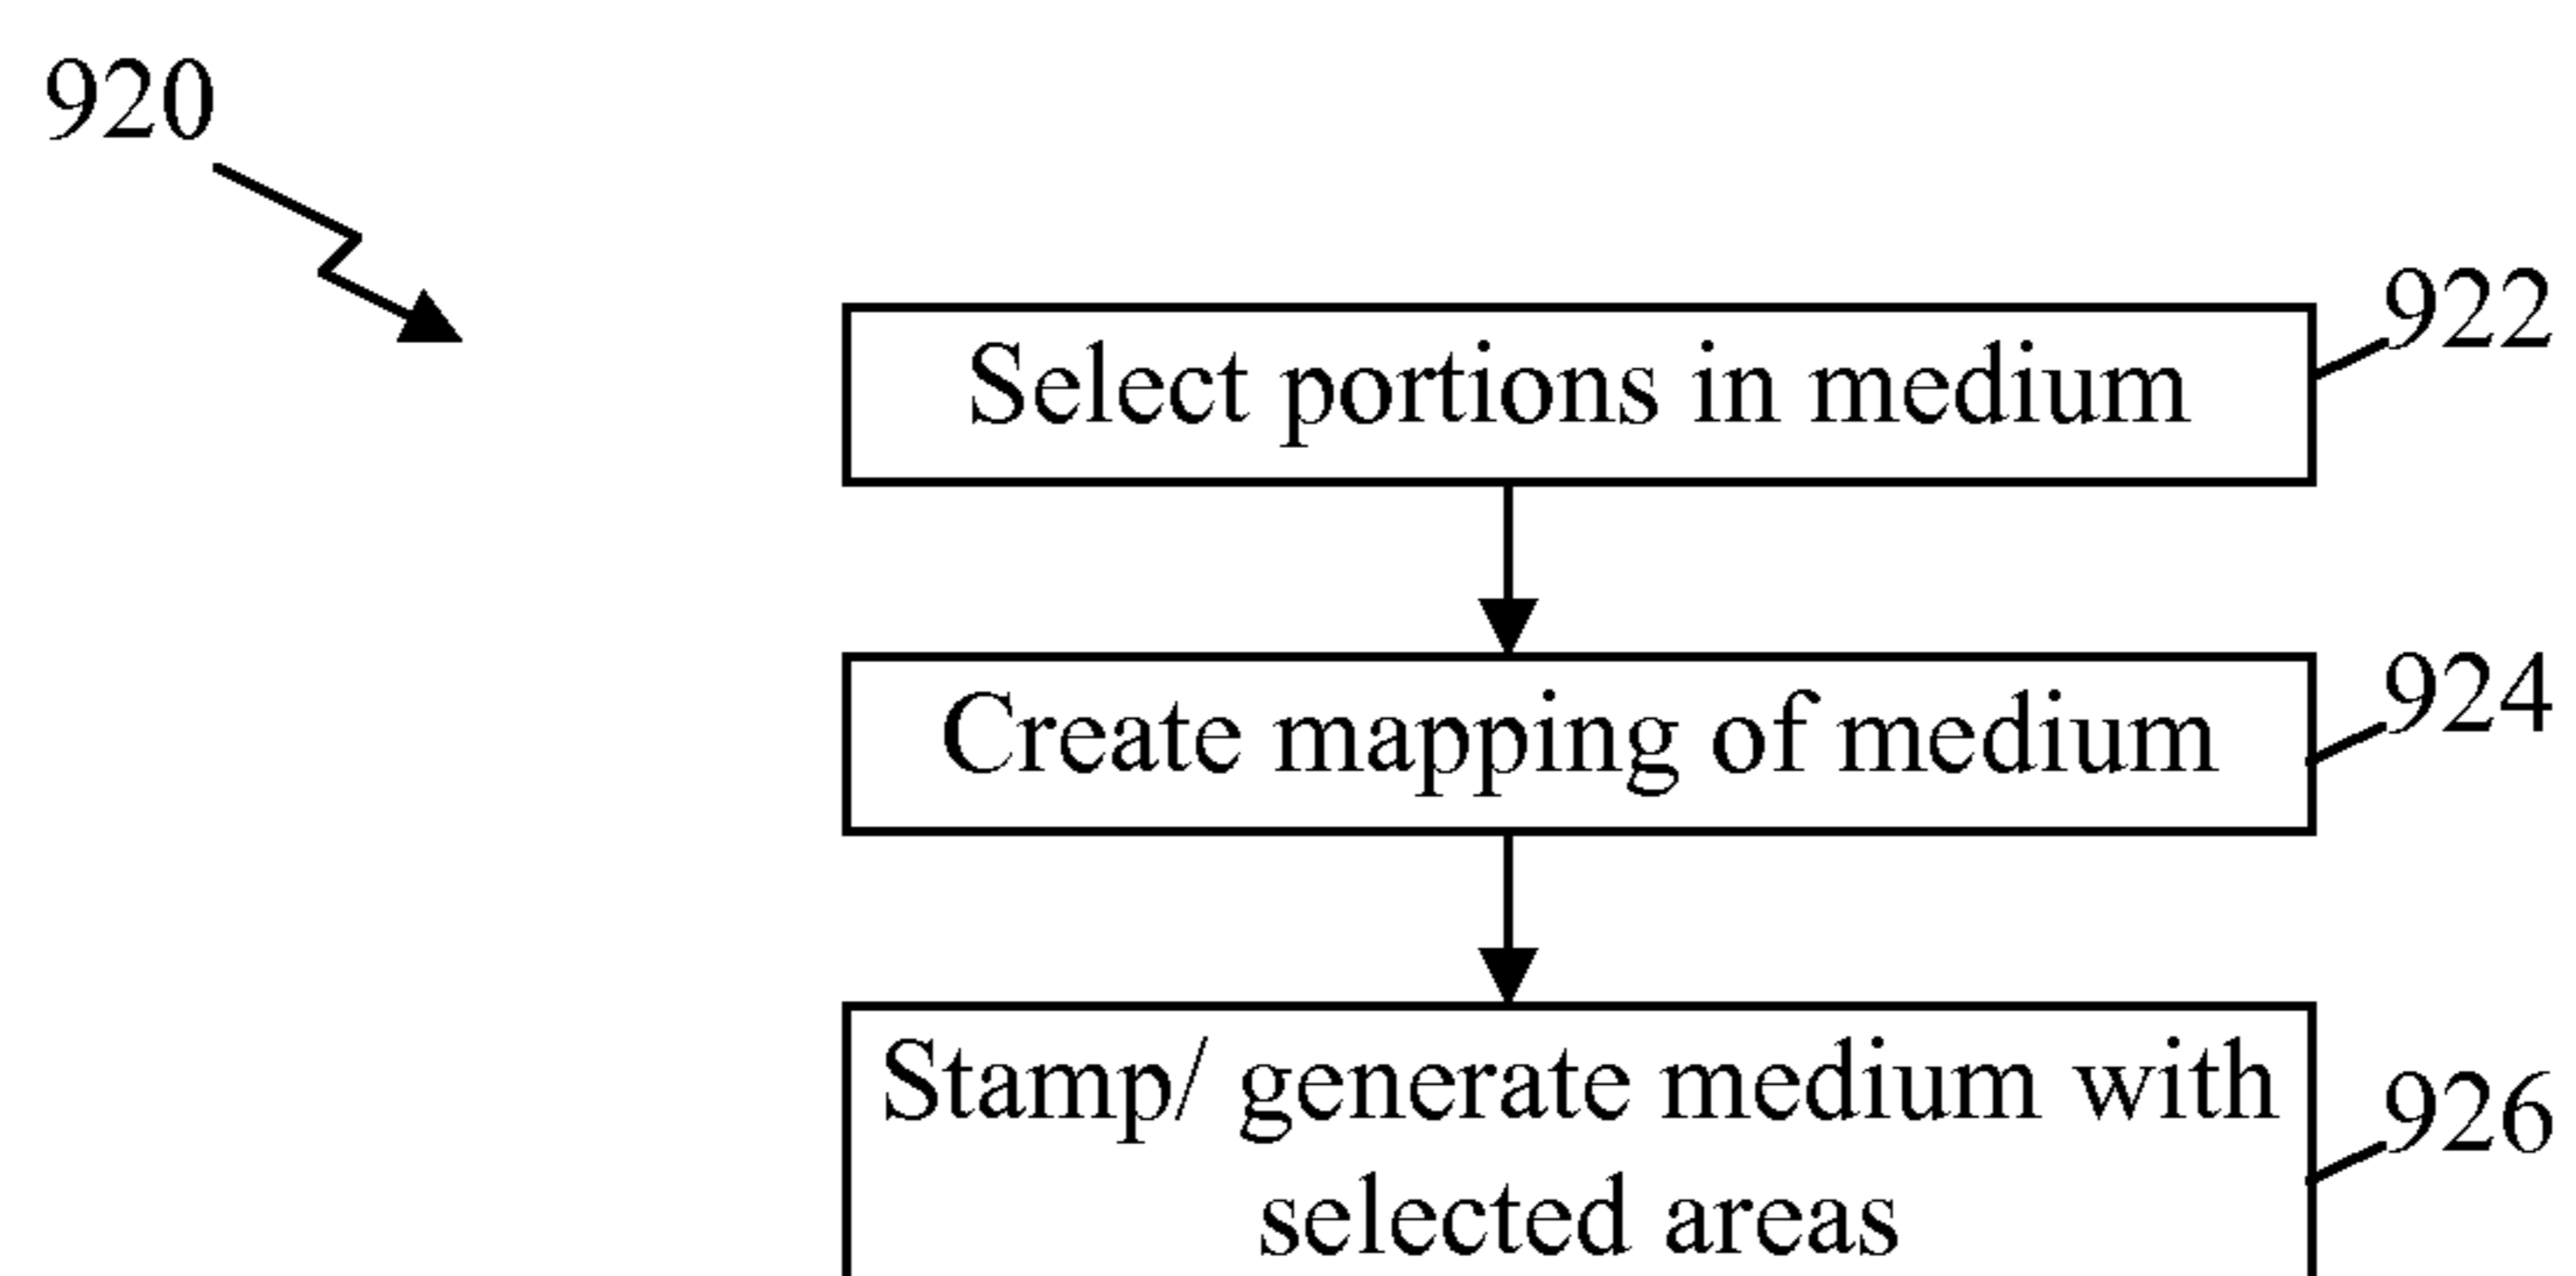 920
922
Select portions in medium
924
Create mapping of medium
Stamp/ generate medium with
926
selected areas